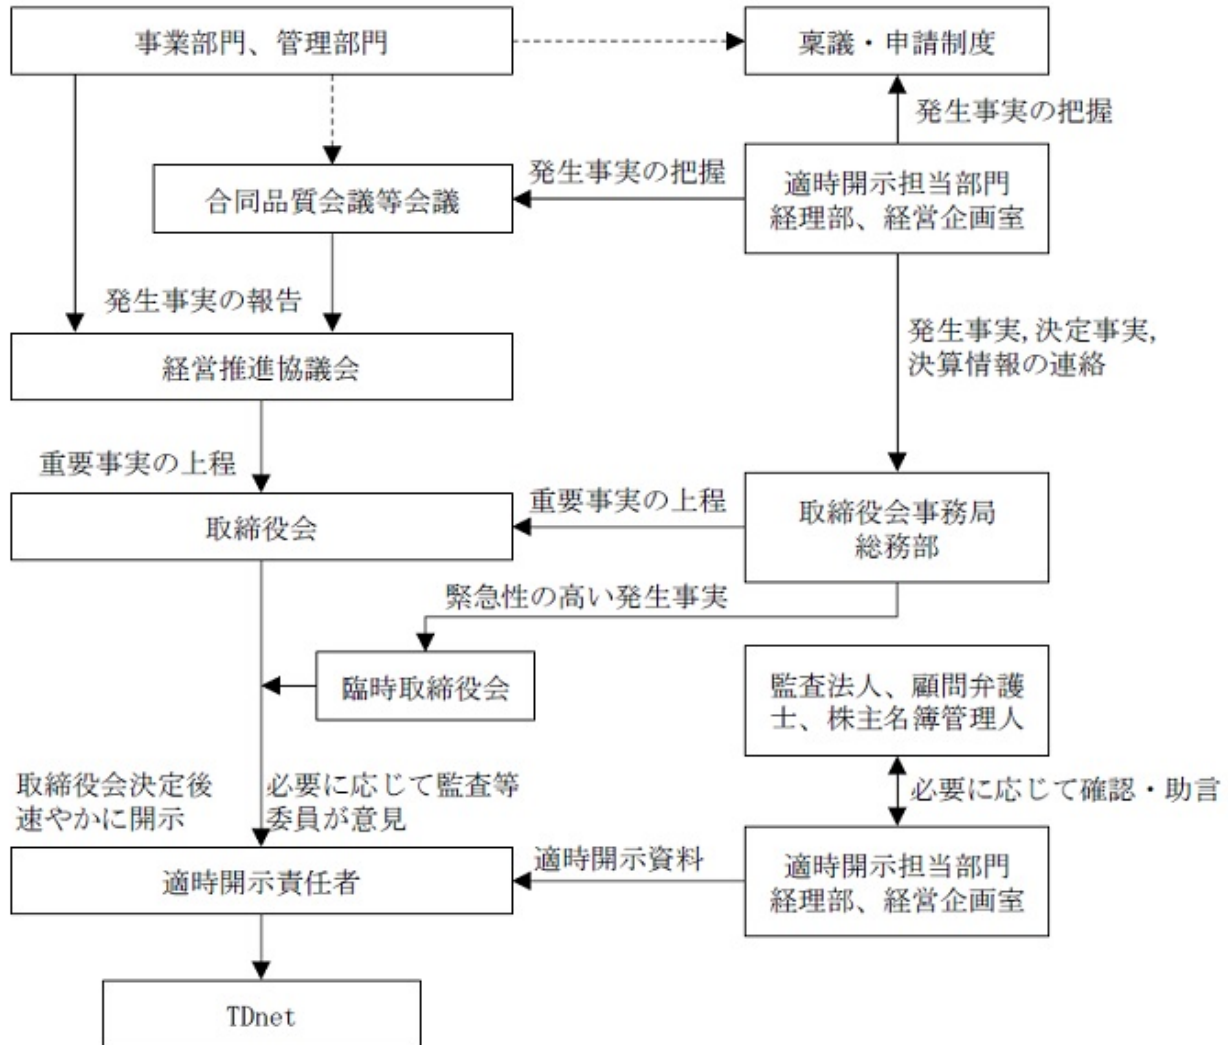 事業部門、管理部門
稟議・申請制度
発生事実の把握
適時開示担当部門
経理部、経営企画室
発生事実の把握
合同品質会議等会議
発生事実の報告
発生事実,決定事実,
決算情報の連絡
経営推進協議会
重要事実の上程
取締役会
重要事実の上程
取締役会事務局
総務部
緊急性の高い発生事実
臨時取締役会
監査法人、顧問弁護
士、株主名簿管理人
取締役会決定後
速やかに開示
必要に応じて監査等
委員が意見
必要に応じて確認・助言
適時開示責任者
適時開示資料
適時開示担当部門
経理部、経営企画室
TDnet